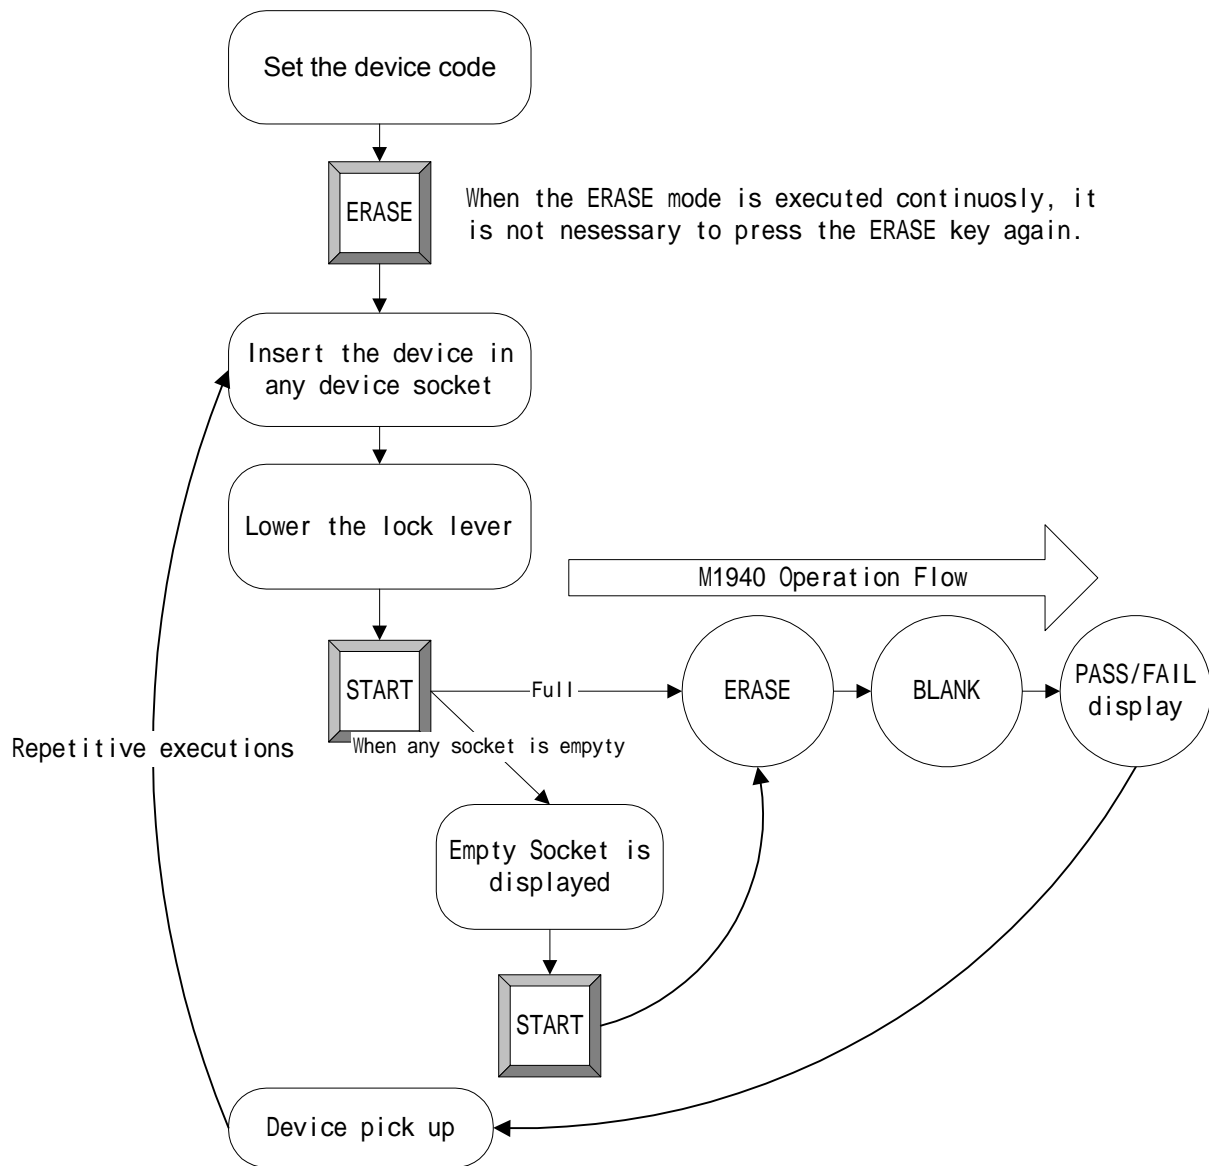 Set the device code
ERASE
When the ERASE mode is executed continuosly, it
is not nesessary to press the ERASE key again.
Insert the device in
any device socket
Lower the lock lever
M1940 Operation Flow
START
Full
ERASE
BLANK
PASS/FAIL
display
When any socket is empyty
Repetitive executions
Empty Socket is
displayed
START
Device pick up